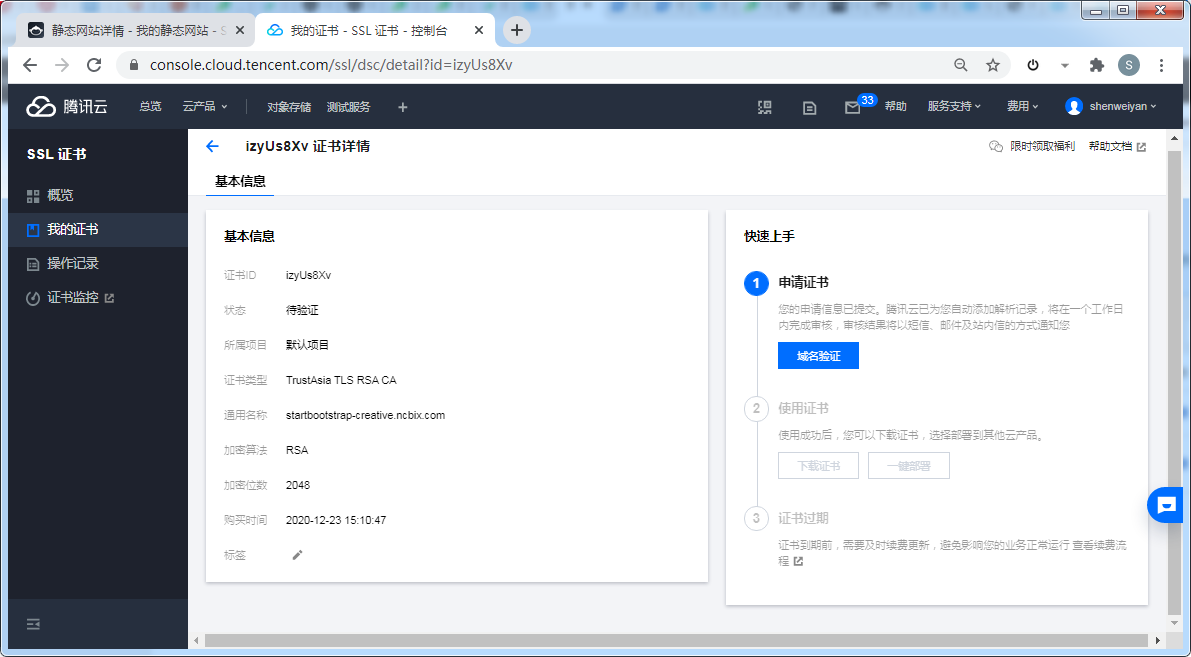 静态网站详情 - 我的静态网站 - S
我的证书 - SSL 证书 - 控制台
console.cloud.tencent.com/ssl/dsc/detail?id=izyUs8Xv
S
腾讯云
总览
云产品
对象存储
测试服务
33
帮助
服务支持
费用
shenweiyan
SSL 证书
概览
我的证书
操作记录
证书监控
izyUs8Xv 证书详情
限时领取福利
帮助文档
基本信息
基本信息
证书ID izyUs8Xv
状态 待验证
所属项目 默认项目
证书类型 TrustAsia TLS RSA CA
通用名称 startbootstrap-creative.ncbix.com
加密算法 RSA
加密位数 2048
购买时间 2020-12-23 15:10:47
标签
快速上手
1 申请证书
您的申请信息已提交。腾讯云已为您自动添加解析记录，将在一个工作日
内完成审核，审核结果将以短信、邮件及站内信的方式通知您
域名验证
2 使用证书
使用成功后，您可以下载证书，选择部署到其他云产品。
下载证书
一键部署
3 证书过期
证书到期前，需要及时续费更新，避免影响您的业务正常运行 查看续费流
程